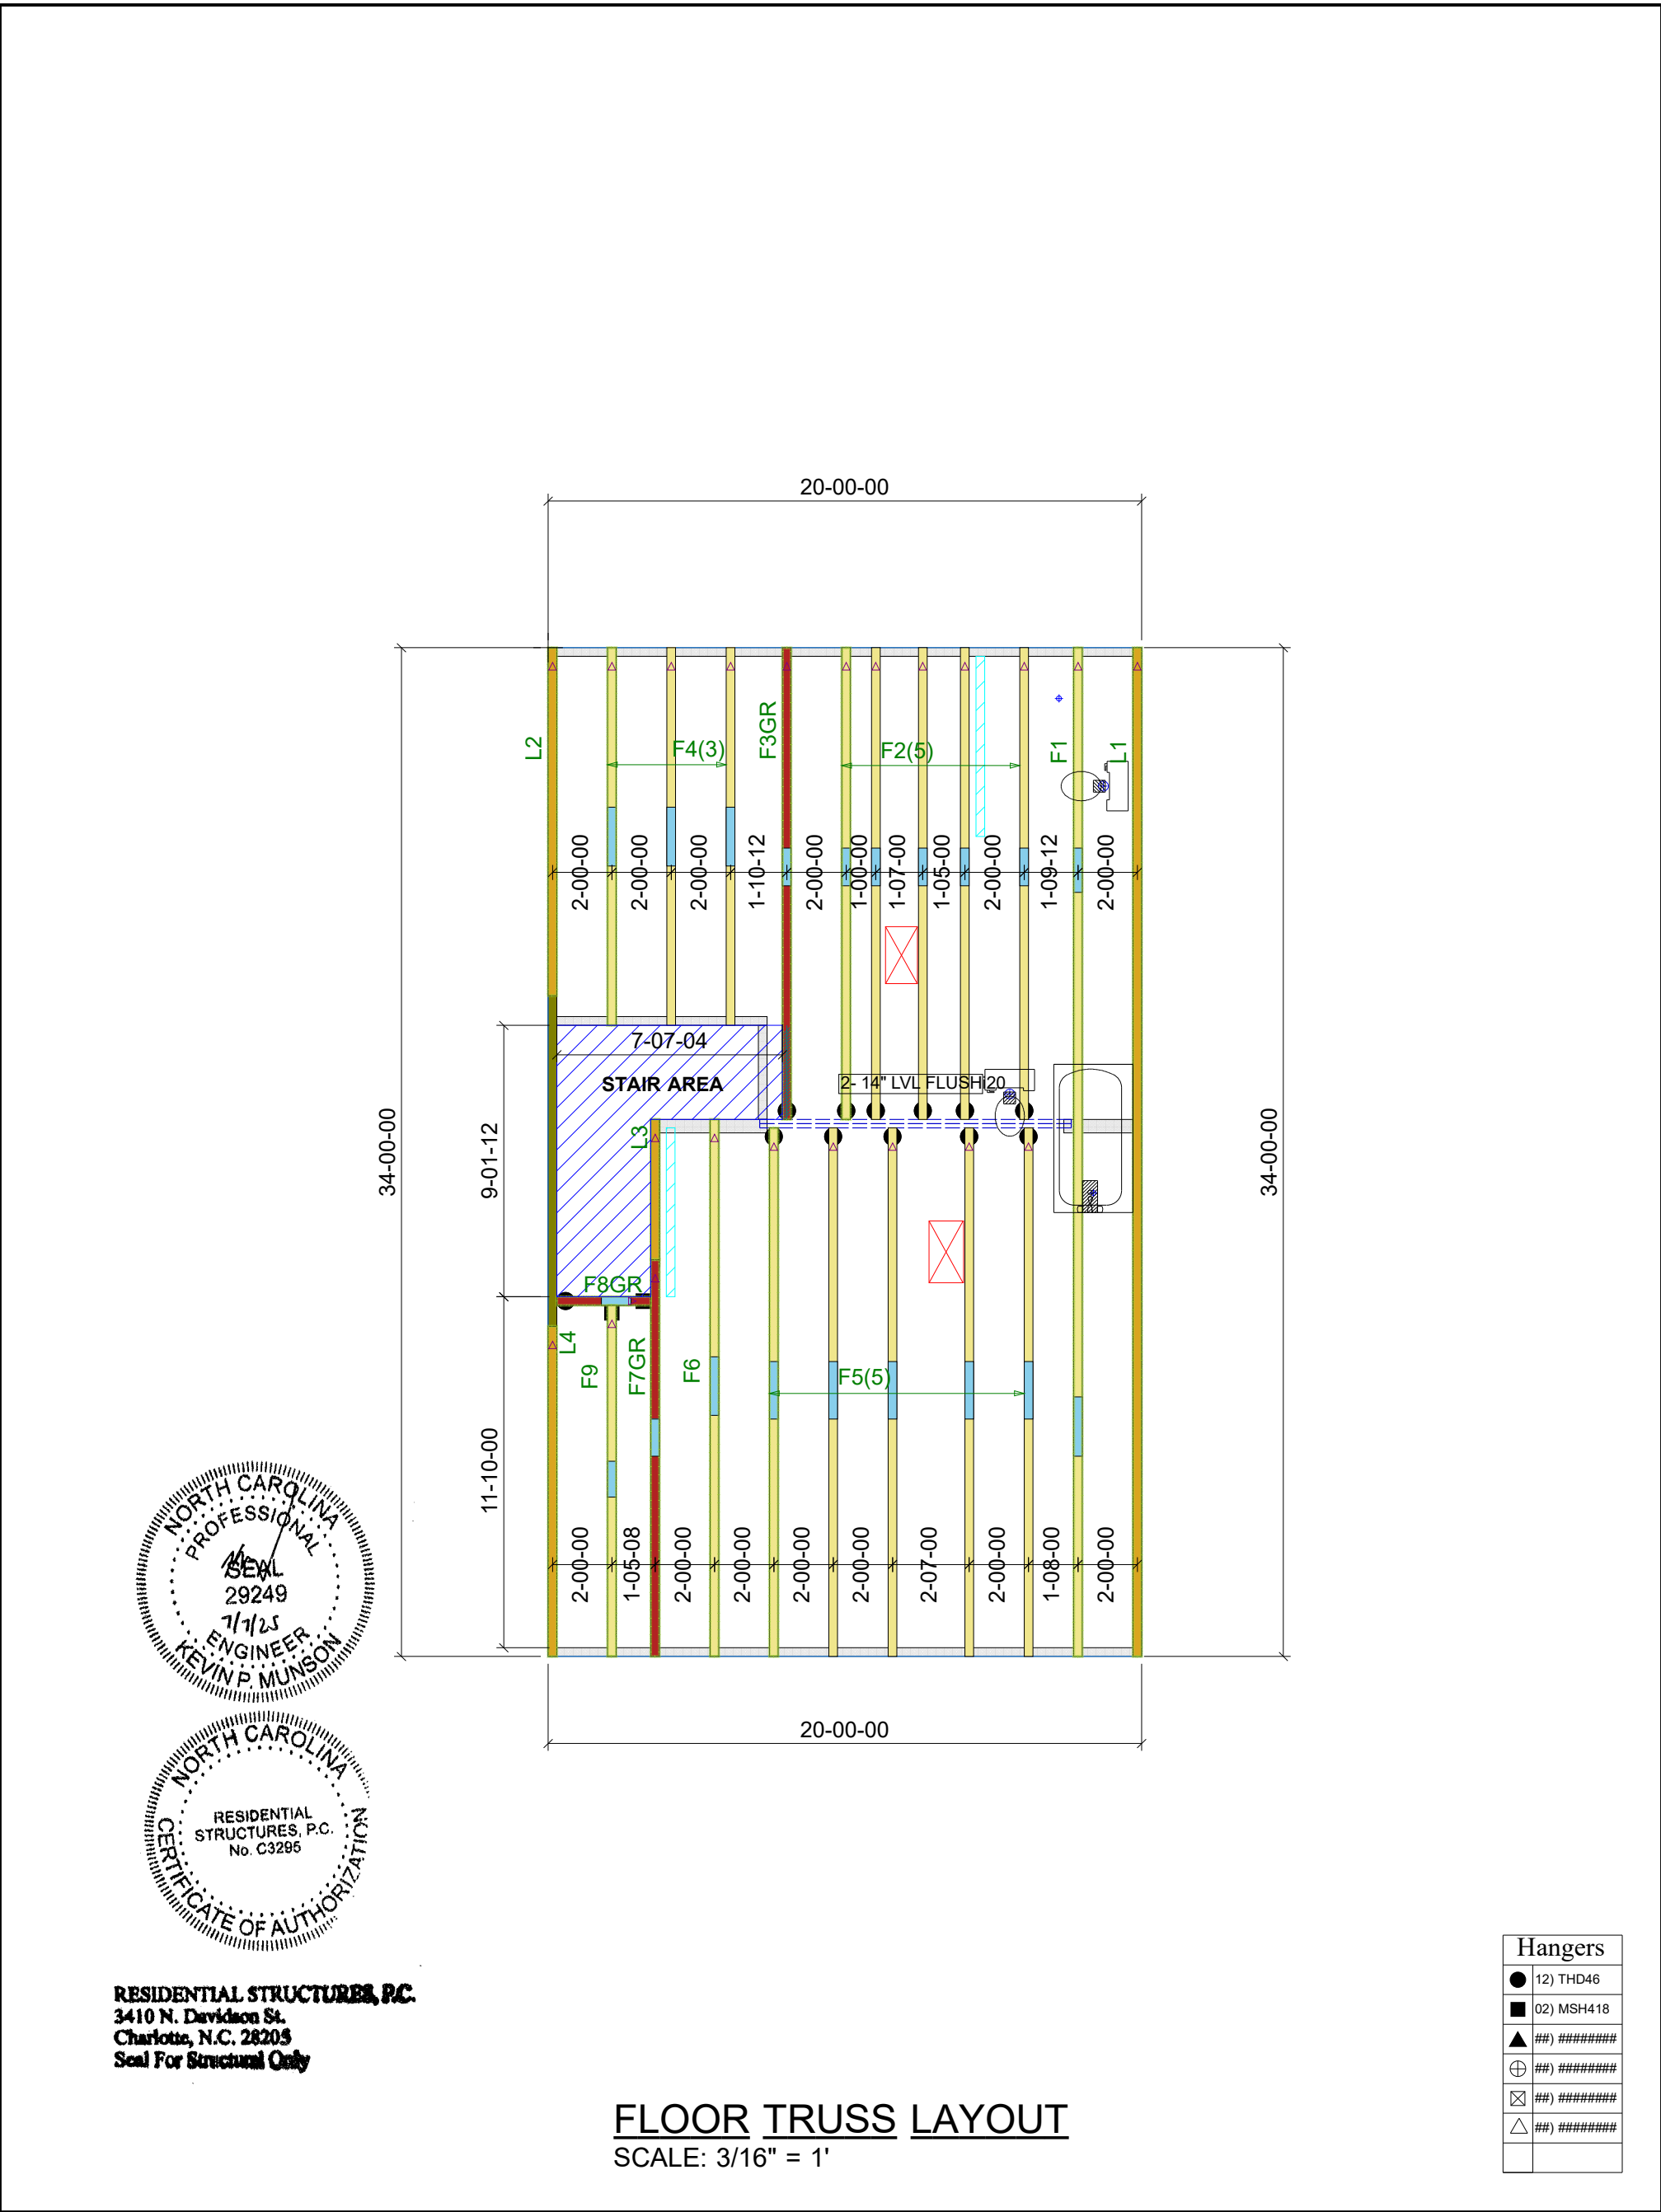 20-00-00
L2
F4(3)
F3GR
F2(5)
F1
L1
2-00-00
2-00-00
2-00-00
1-10-12
2-00-00
1-00-00
1-07-00
1-05-00
2-00-00
1-09-12
2-00-00
7-07-04
STAIR AREA
2- 14" LVL FLUSH
i20
34-00-00
9-01-12
34-00-00
L3
F8GR
L4
F9
F7GR
F6
F5(5)
11-10-00
2-00-00
1-05-08
2-00-00
2-00-00
2-00-00
2-00-00
2-07-00
2-00-00
1-08-00
2-00-00
20-00-00
NORTH CAROLINA
PROFESSIONAL
SEAL
29249
7/7/25
ENGINEER
KEVIN P. MUNSON
NORTH CAROLINA
RESIDENTIAL
STRUCTURES, P.C.
No. C3295
CERTIFICATE OF AUTHORIZATION
RESIDENTIAL STRUCTURES, P.C.
3410 N. Davidson St.
Charlotte, N.C. 28205
Seal For Structural Only
Hangers
12) THD46
02) MSH418
##) ########
##) ########
##) ########
##) ########
FLOOR TRUSS LAYOUT
SCALE: 3/16" = 1'